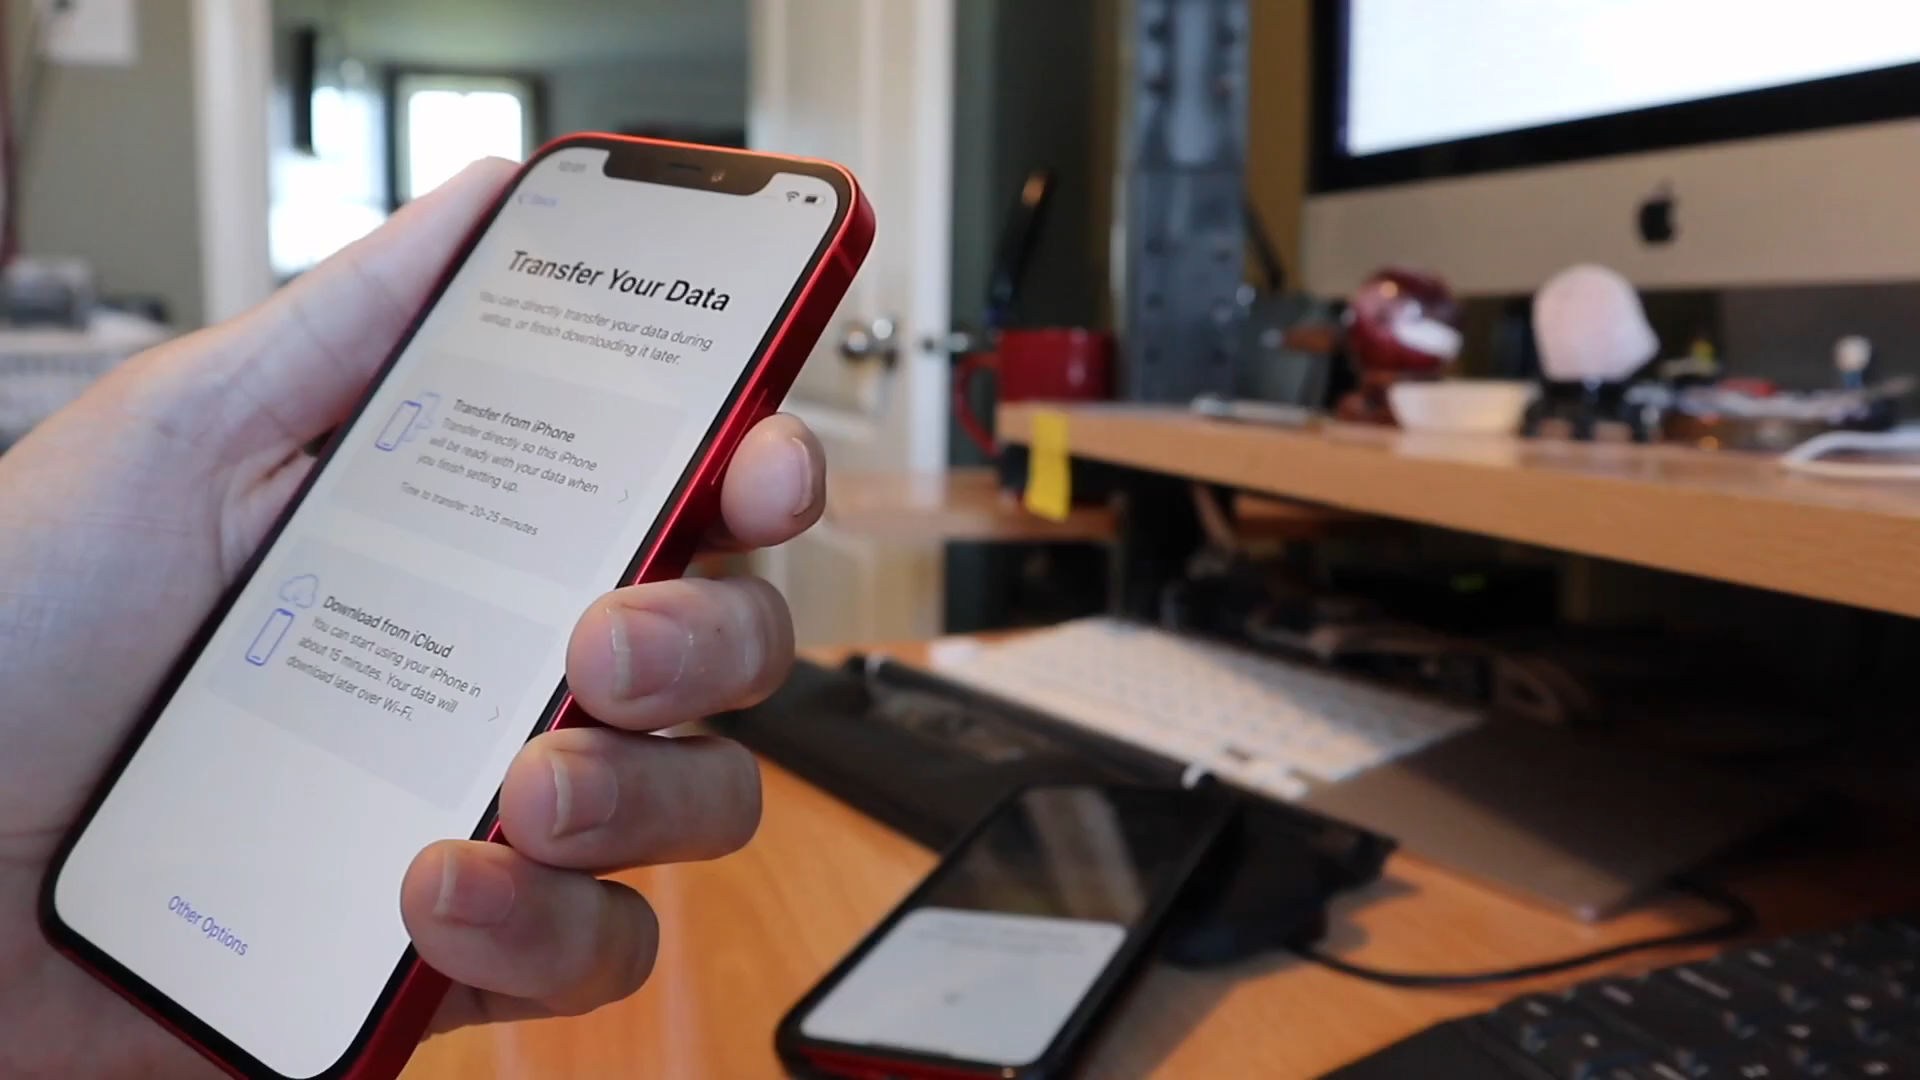 Back
Transfer Your Data
You can directly transfer your data during
setup, or finish downloading it later.
Transfer from iPhone
Transfer directly so this iPhone
will be ready with your data when
you finish setting up.
Time to transfer: 20-25 minutes
Download from iCloud
You can start using your iPhone in
about 15 minutes. Your data will
download later over Wi-Fi.
Other Options